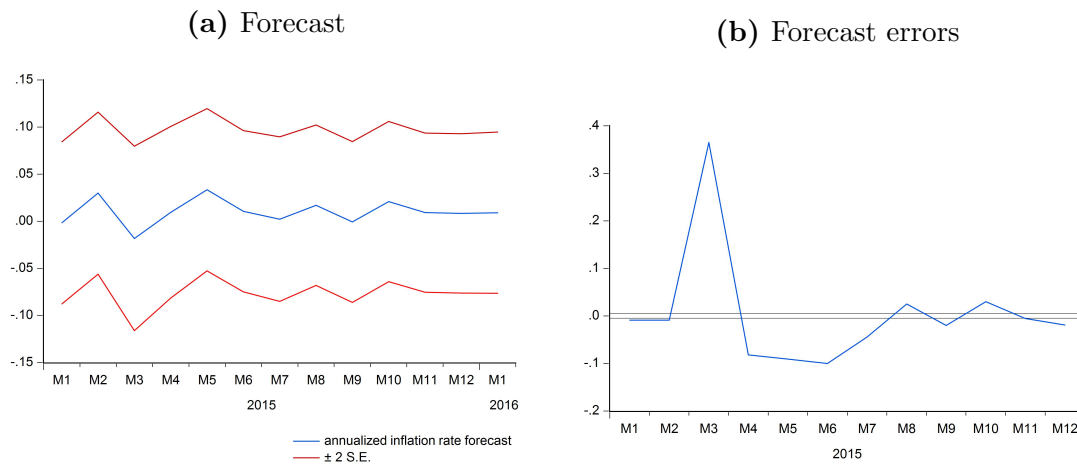 (a) Forecast
.15
.10
.05
.00
-.05
-.10
-.15
M1 M2 M3 M4 M5 M6 M7 M8 M9 M10 M11 M12 M1
2015 2016
annualized inflation rate forecast
± 2 S.E.
(b) Forecast errors
.4
.3
.2
.1
.0
-.1
-.2
M1 M2 M3 M4 M5 M6 M7 M8 M9 M10 M11 M12
2015